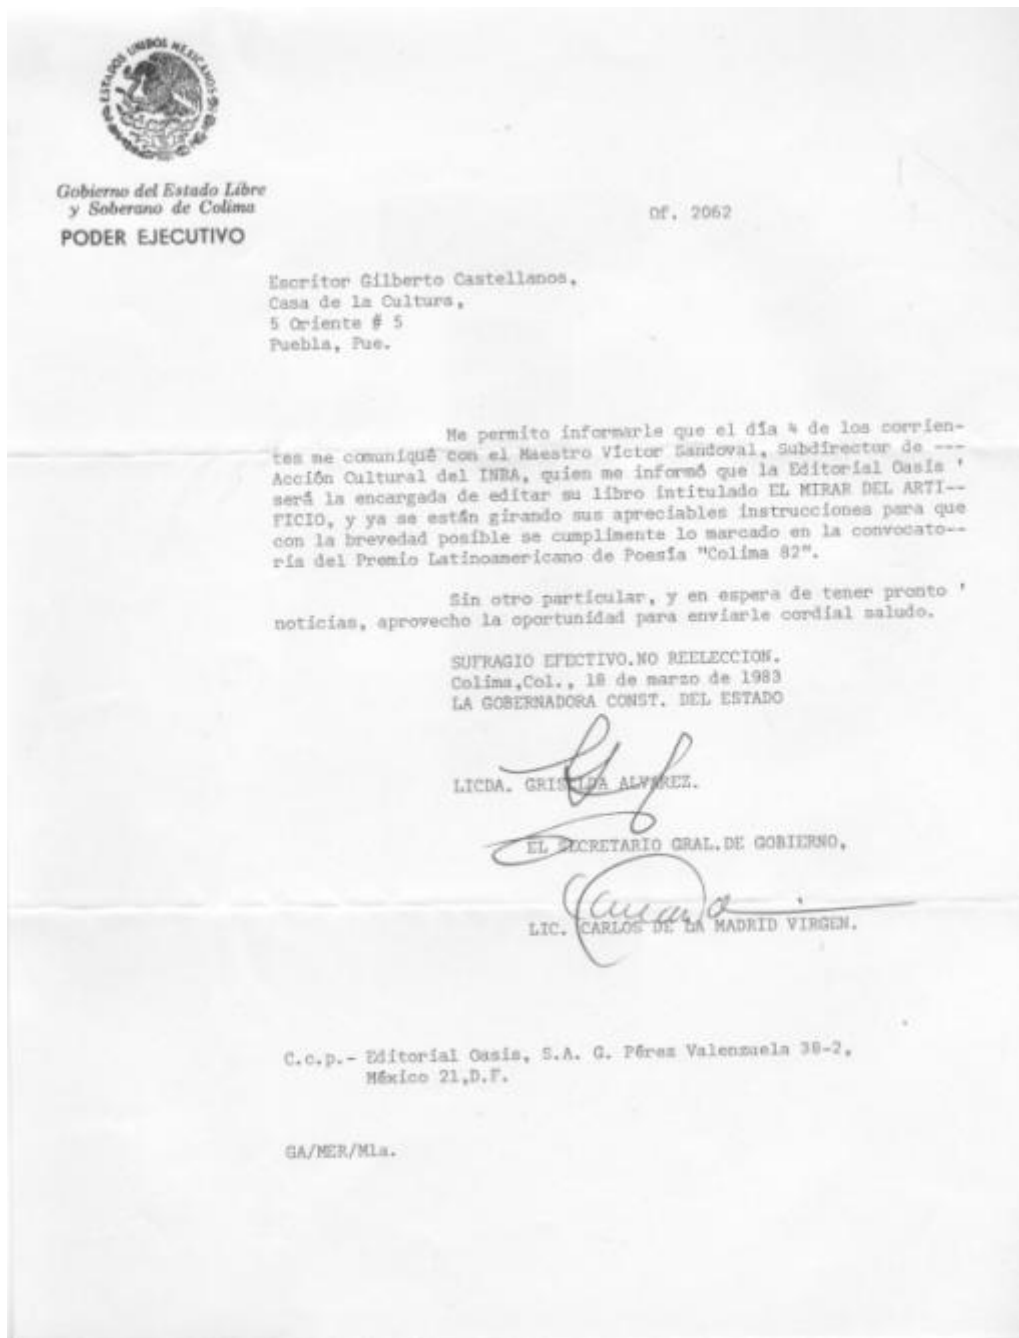 ESTADOS UNIDOS MEXICANOS
Gobierno del Estado Libre
y Soberano de Colima
PODER EJECUTIVO
Of. 2062
Escritor Gilberto Castellanos,
Casa de la Cultura,
5 Oriente # 5
Puebla, Pue.
Me permito informarle que el día 4 de los corrien-
tes me comuniqué con el Maestro Víctor Sandoval, Subdirector de ---
Acción Cultural del INBA, quien me informó que la Editorial Oasis '
será la encargada de editar su libro intitulado EL MIRAR DEL ARTI--
FICIO, y ya se están girando sus apreciables instrucciones para que
con la brevedad posible se cumplimente lo marcado en la convocato--
ria del Premio Latinoamericano de Poesía "Colima 82".
Sin otro particular, y en espera de tener pronto '
noticias, aprovecho la oportunidad para enviarle cordial saludo.
SUFRAGIO EFECTIVO.NO REELECCION.
Colima,Col., 18 de marzo de 1983
LA GOBERNADORA CONST. DEL ESTADO
LICDA. GRISELDA ALVAREZ.
EL SECRETARIO GRAL.DE GOBIERNO,
LIC. CARLOS DE LA MADRID VIRGEN.
C.c.p.- Editorial Oasis, S.A. G. Pérez Valenzuela 38-2,
México 21,D.F.
GA/MER/Mla.